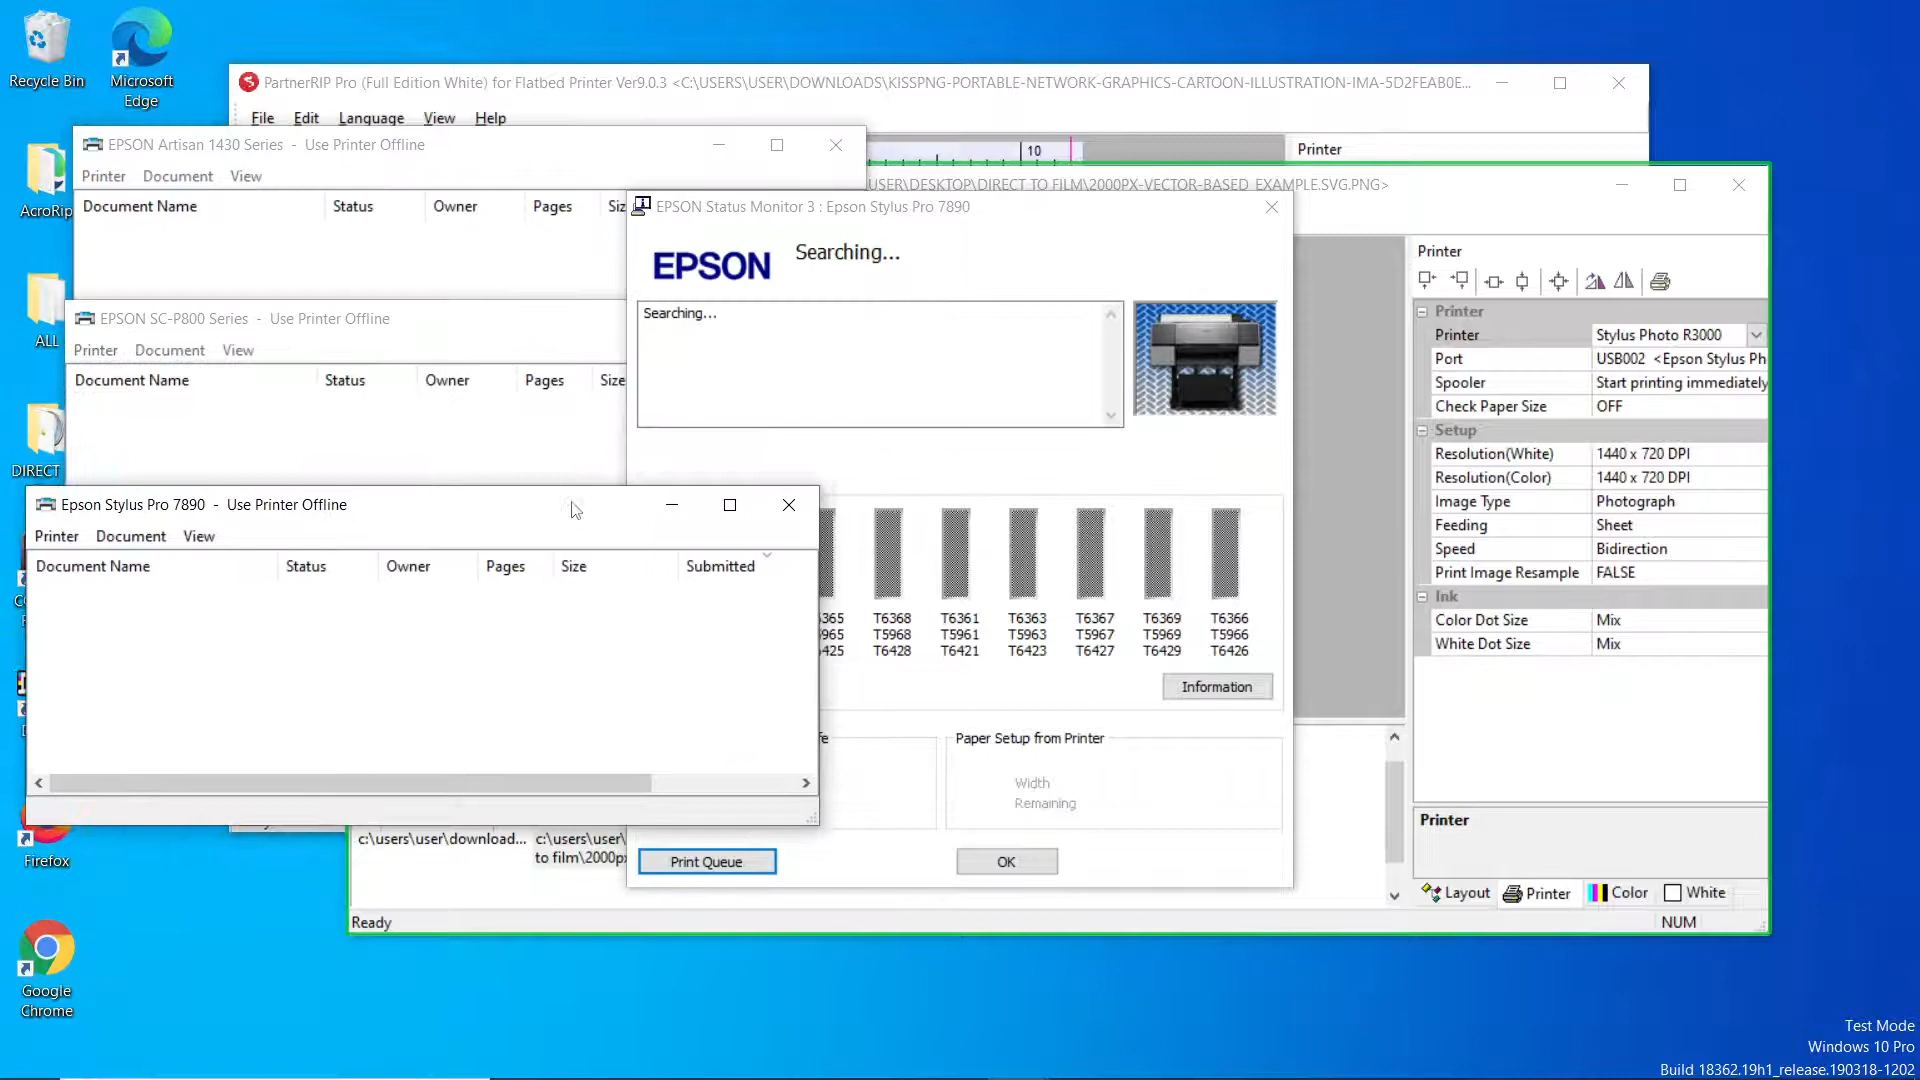 Recycle Bin
Microsoft Edge
AcroRip
ALL
DIRECT
Firefox
Google Chrome
PartnerRIP Pro (Full Edition White) for Flatbed Printer Ver9.0.3 <C:\USERS\USER\DOWNLOADS\KISSPNG-PORTABLE-NETWORK-GRAPHICS-CARTOON-ILLUSTRATION-IMA-5D2FEAB0E...
File Edit Language View Help
10
Printer
EPSON Artisan 1430 Series - Use Printer Offline
Printer Document View
Document Name Status Owner Pages Siz
USER\DESKTOP\DIRECT TO FILM\2000PX-VECTOR-BASED_EXAMPLE.SVG.PNG>
EPSON SC-P800 Series - Use Printer Offline
Printer Document View
Document Name Status Owner Pages Size
EPSON Status Monitor 3 : Epson Stylus Pro 7890
EPSON
Searching...
Searching...
T6368 T6361 T6363 T6367 T6369 T6366
T5968 T5961 T5963 T5967 T5969 T5966
T6428 T6421 T6423 T6427 T6429 T6426
Information
Paper Setup from Printer
Width
Remaining
Print Queue
OK
Epson Stylus Pro 7890 - Use Printer Offline
Printer Document View
Document Name Status Owner Pages Size Submitted
Printer
Printer
Printer Stylus Photo R3000
Port USB002 <Epson Stylus Ph
Spooler Start printing immediately
Check Paper Size OFF
Setup
Resolution(White) 1440 x 720 DPI
Resolution(Color) 1440 x 720 DPI
Image Type Photograph
Feeding Sheet
Speed Bidirection
Print Image Resample FALSE
Ink
Color Dot Size Mix
White Dot Size Mix
Printer
Layout Printer Color White
c:\users\user\download... c:\users\user\
to film\2000px
Ready
NUM
Test Mode
Windows 10 Pro
Build 18362.19h1_release.190318-1202